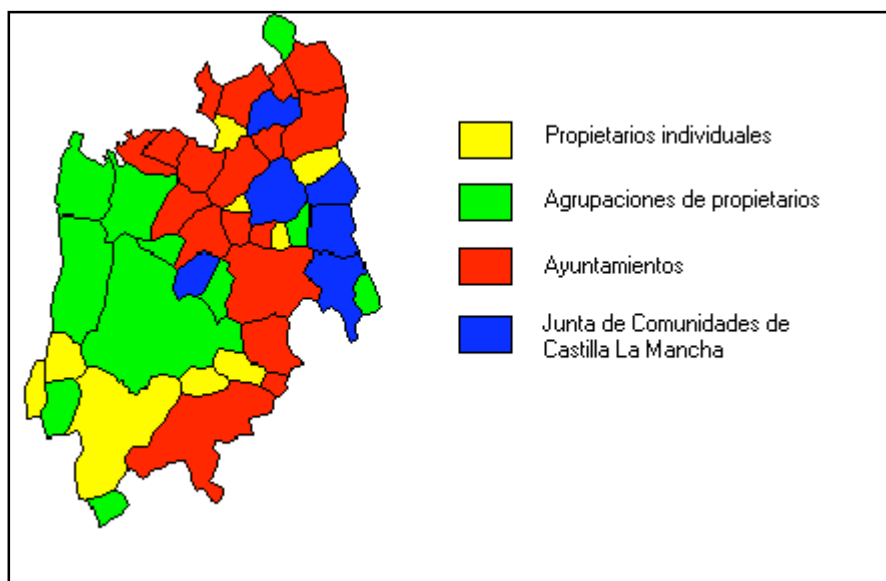 Propietarios individuales
Agrupaciones de propietarios
Ayuntamientos
Junta de Comunidades de
Castilla La Mancha